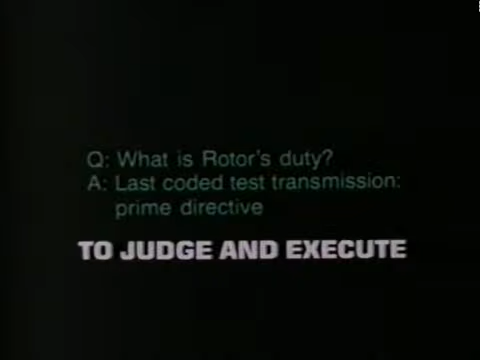 Q: What is Rotor's duty?
A: Last coded test transmission:
prime directive
TO JUDGE AND EXECUTE